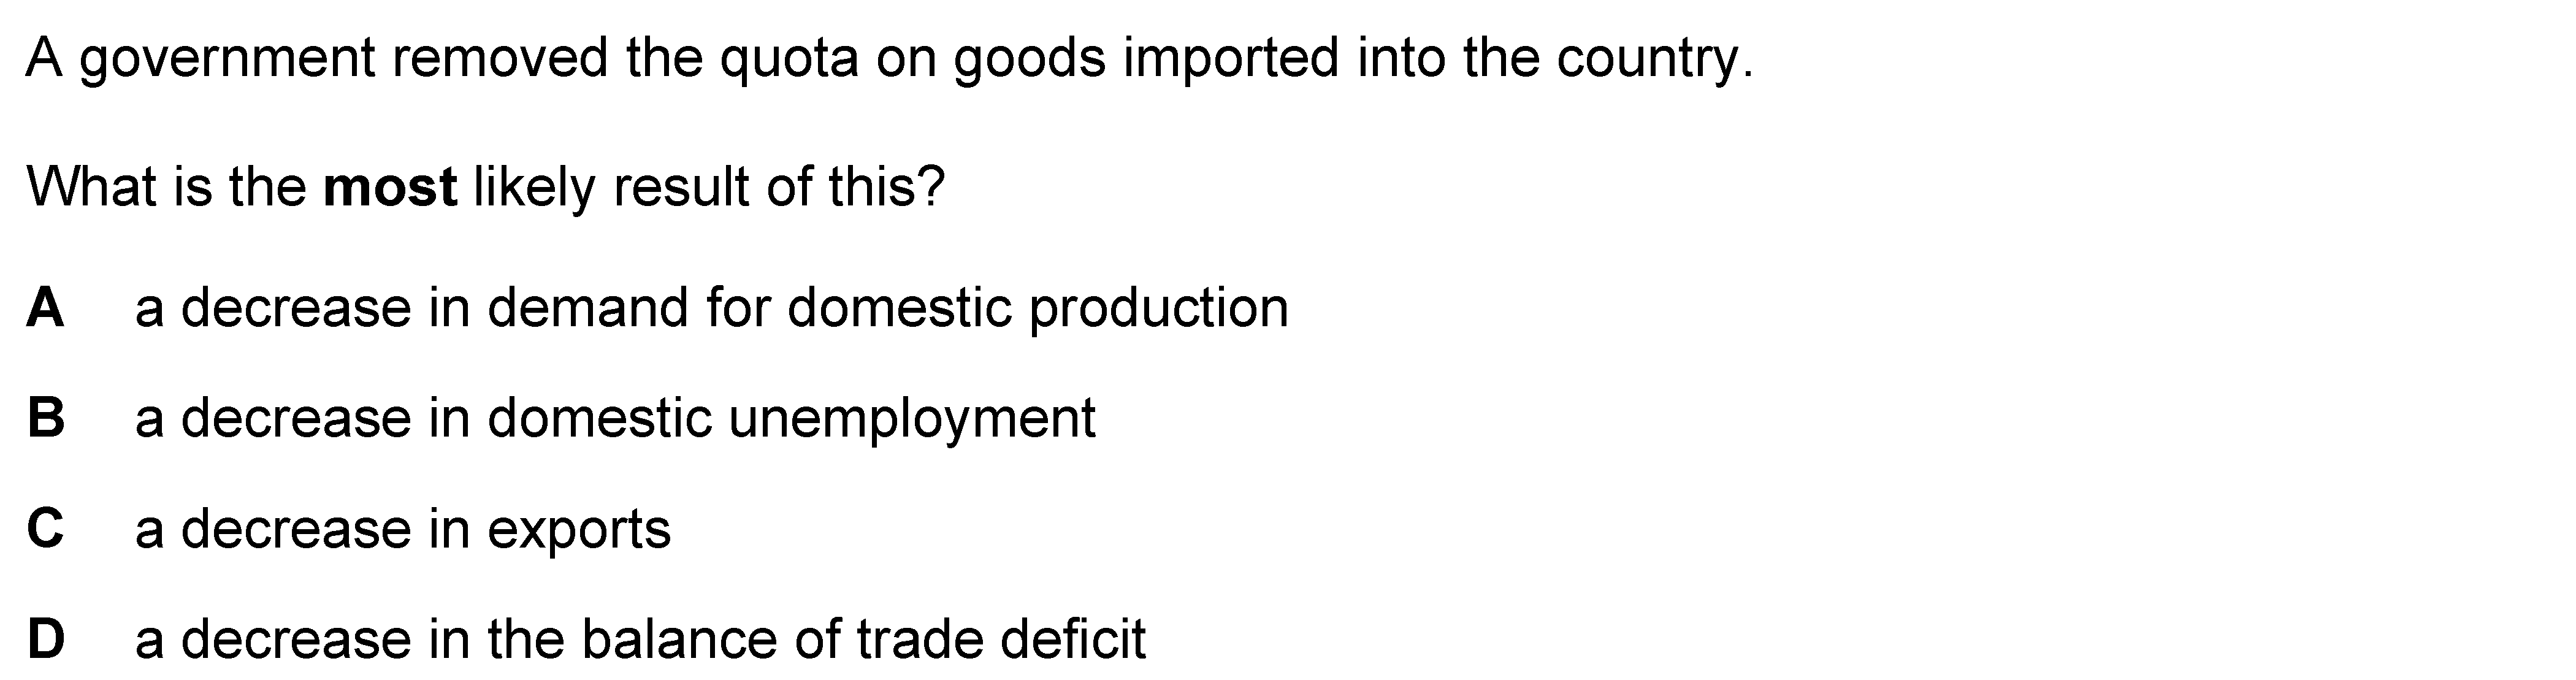 A government removed the quota on goods imported into the country.
What is the most likely result of this?
A a decrease in demand for domestic production
B a decrease in domestic unemployment
C a decrease in exports
D a decrease in the balance of trade deficit